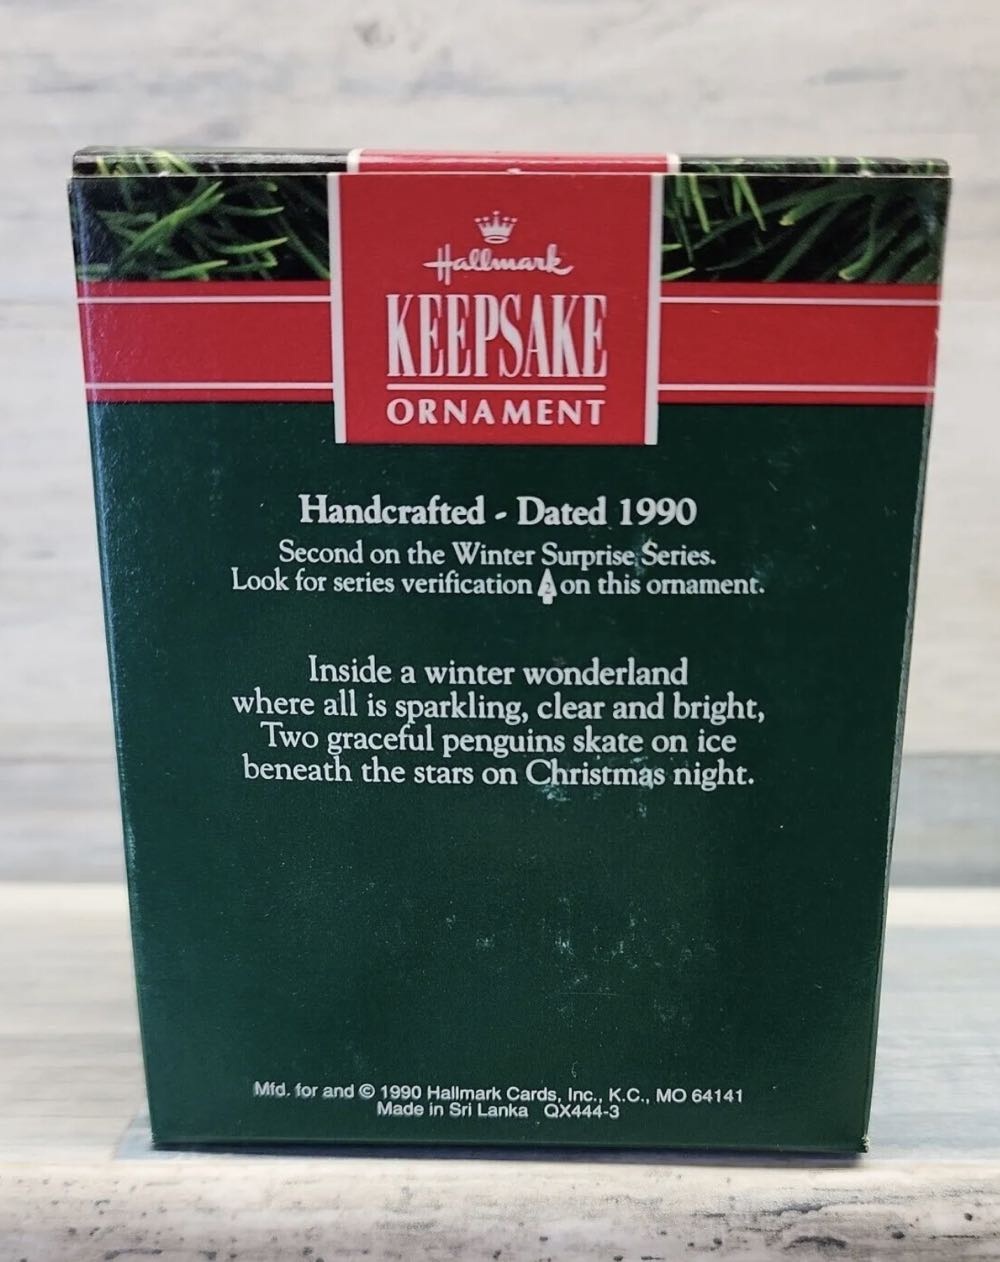 Hallmark
KEEPSAKE
ORNAMENT
Handcrafted - Dated 1990
Second on the Winter Surprise Series.
Look for series verification 2 on this ornament.
Inside a winter wonderland
where all is sparkling, clear and bright,
Two graceful penguins skate on ice
beneath the stars on Christmas night.
Mfd. for and © 1990 Hallmark Cards, Inc., K.C., MO 64141
Made in Sri Lanka QX444-3